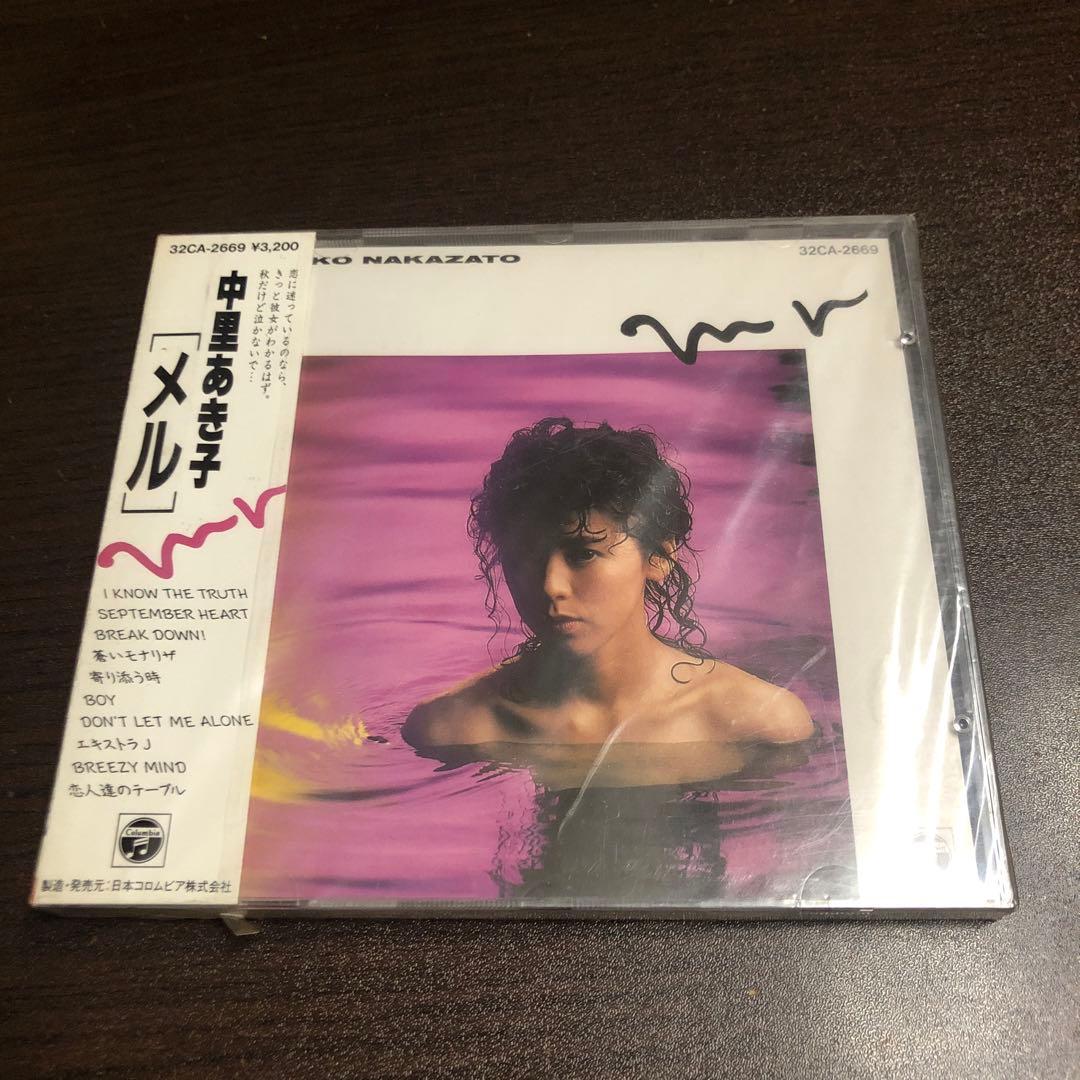 32CA-2669 ¥3,200
恋に迷っているのなら、
きっと彼女がわかるはず。
秋だけど泣かないで…
中里あき子
[メル]
I KNOW THE TRUTH
SEPTEMBER HEART
BREAK DOWN!
蒼いモナリザ
寄り添う時
BOY
DON'T LET ME ALONE
エキストラJ
BREEZY MIND
恋人達のテーブル
Columbia
製造・発売元:日本コロムビア株式会社
KO NAKAZATO
32CA-2669